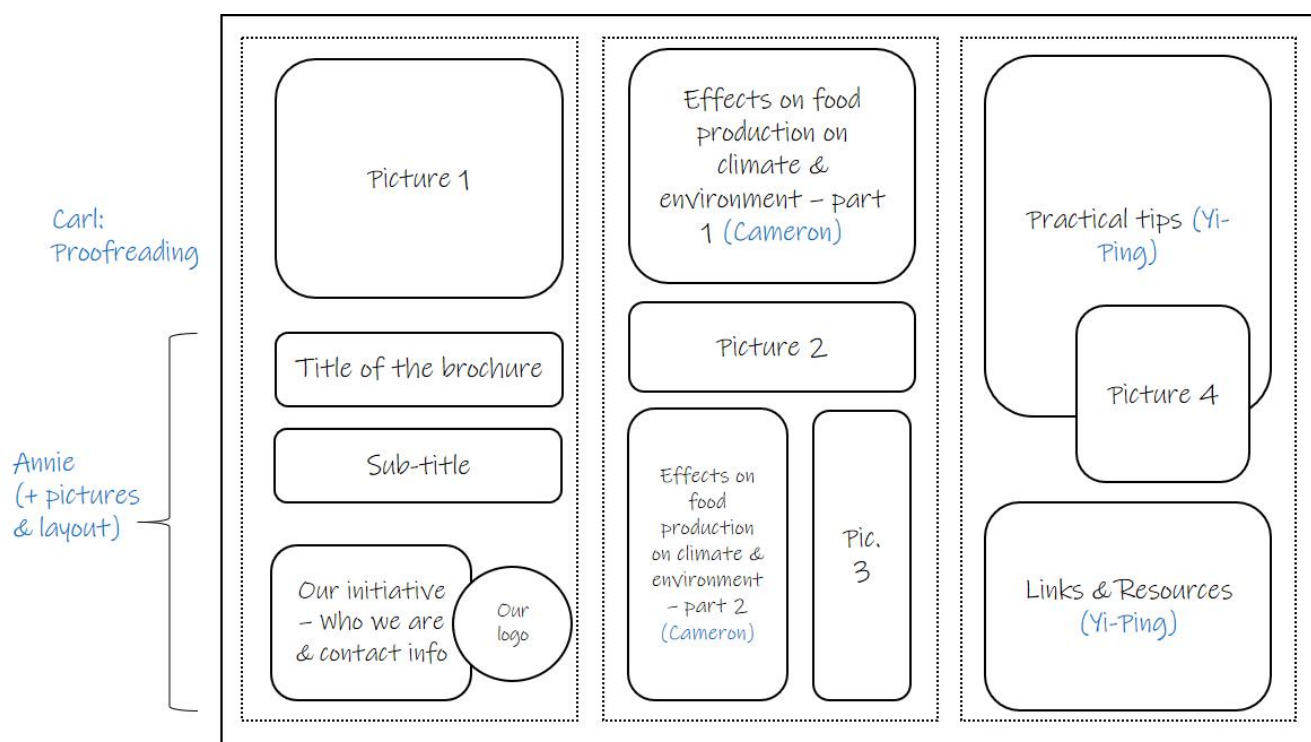 Carl:
Proofreading
Annie
(+ pictures
& layout)
Picture 1
Title of the brochure
Sub-title
Our initiative
– Who we are
& contact info
Our
logo
Effects on food
production on
climate &
environment – part
1 (Cameron)
Picture 2
Effects on
food
production
on climate &
environment
– part 2
(Cameron)
Pic.
3
Practical tips (Yi-
Ping)
Picture 4
Links & Resources
(Yi-Ping)